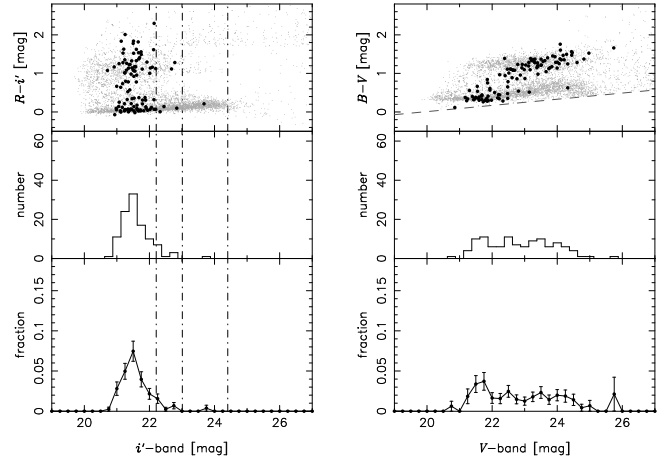 R−i′ [mag]
0 1 2
B−V [mag]
0 1 2
number
0 20 40 60
number
0 20 40 60
fraction
0 0.05 0.1 0.15
fraction
0 0.05 0.1 0.15
20 22 24 26
20 22 24 26
i′−band [mag]
V−band [mag]